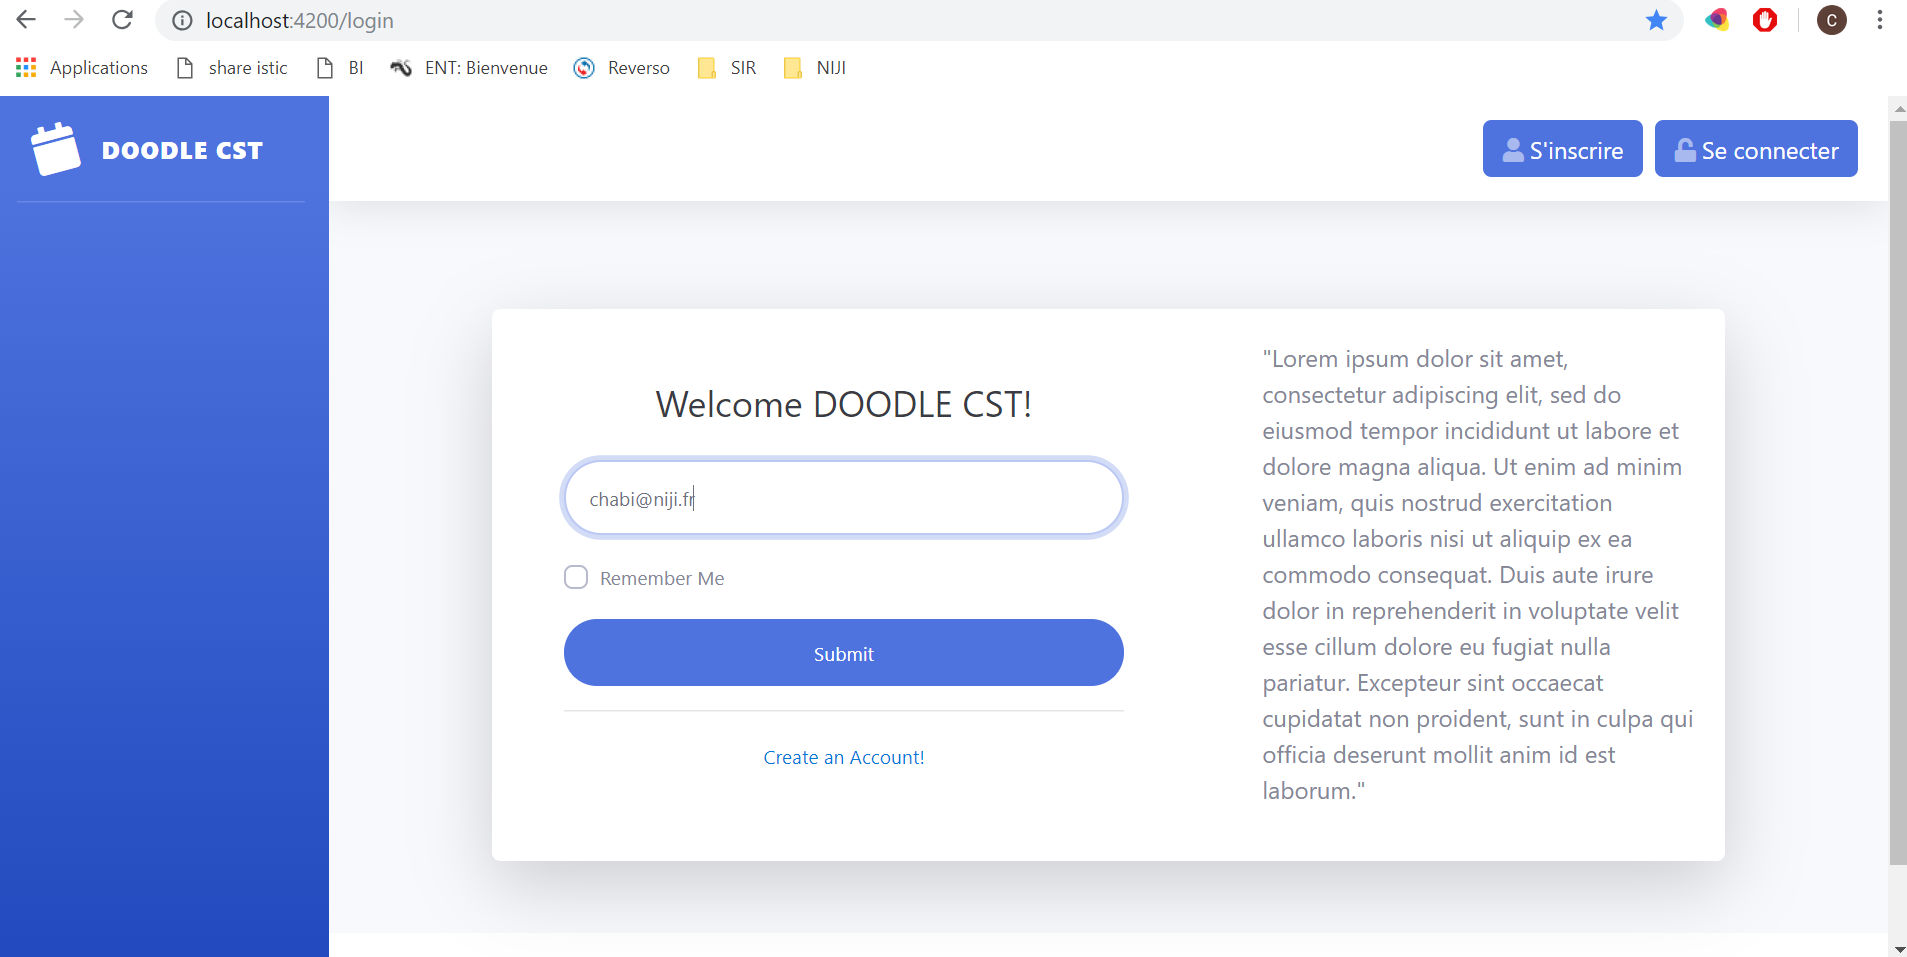 localhost:4200/login
C
Applications share istic BI ENT: Bienvenue Reverso SIR NIJI
DOODLE CST
S'inscrire Se connecter
Welcome DOODLE CST!
chabi@niji.fr
Remember Me
Submit
Create an Account!
"Lorem ipsum dolor sit amet,
consectetur adipiscing elit, sed do
eiusmod tempor incididunt ut labore et
dolore magna aliqua. Ut enim ad minim
veniam, quis nostrud exercitation
ullamco laboris nisi ut aliquip ex ea
commodo consequat. Duis aute irure
dolor in reprehenderit in voluptate velit
esse cillum dolore eu fugiat nulla
pariatur. Excepteur sint occaecat
cupidatat non proident, sunt in culpa qui
officia deserunt mollit anim id est
laborum."